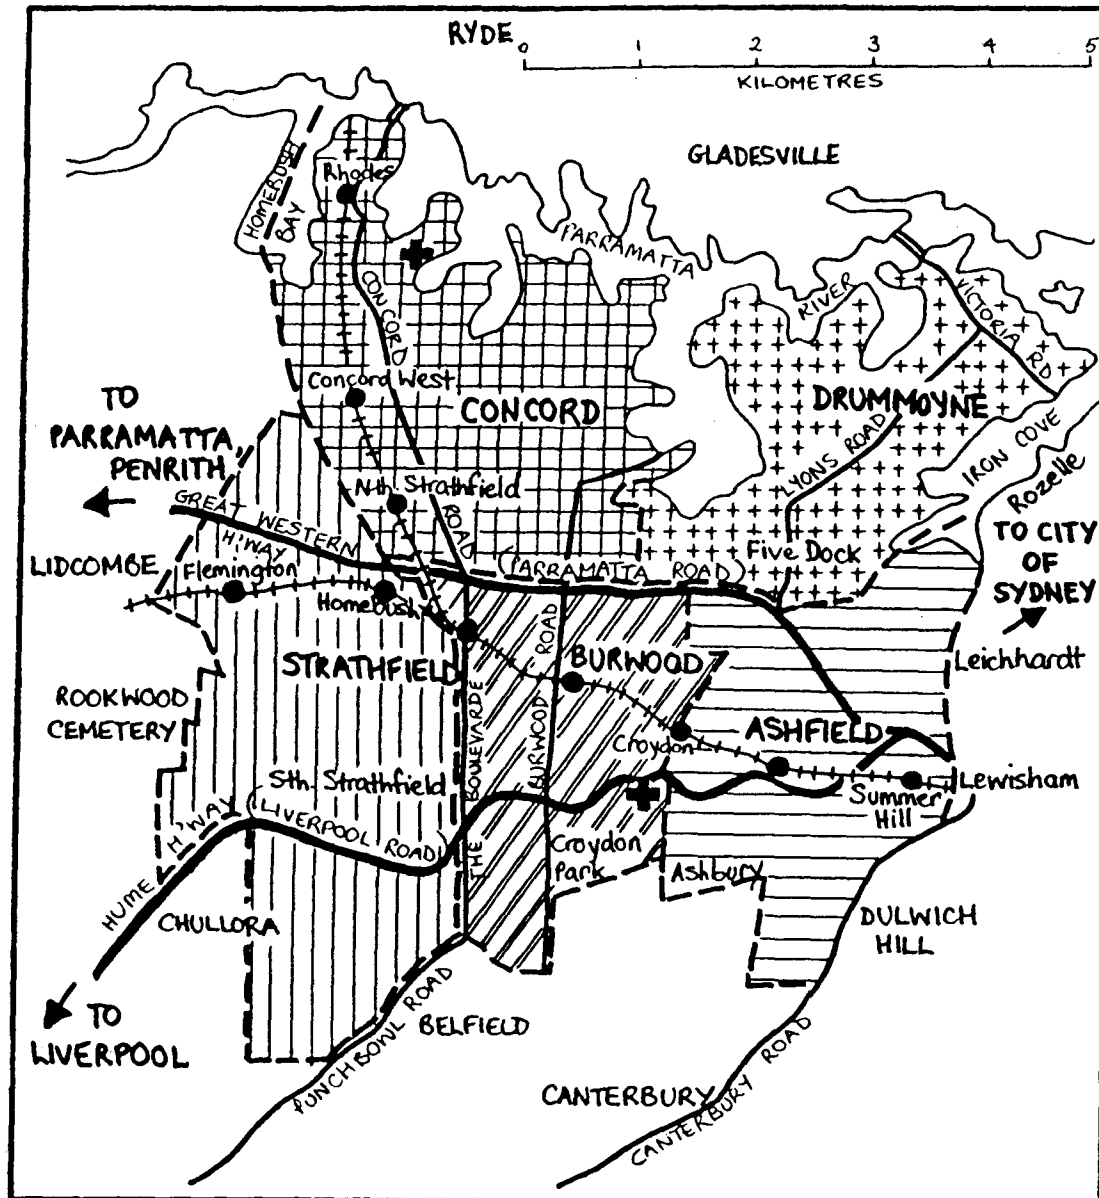 RYDE
0 1 2 3 4 5
KILOMETRES
GLADESVILLE
HOMEBUSH
BAY
Rhodes
PARRAMATTA
RIVER
VICTORIA RD
CONCORD
ROAD
Concord West
CONCORD
DRUMMOYNE
LYONS ROAD
IRON COVE
Rozelle
TO
PARRAMATTA,
PENRITH
Nth. Strathfield
GREAT WESTERN
H'WAY
(PARRAMATTA ROAD)
Five Dock
TO CITY
OF
SYDNEY
LIDCOMBE
Flemington
Homebush
STRATHFIELD
BURWOOD
Leichhardt
ROOKWOOD
CEMETERY
THE BOULEVARDE
BURWOOD ROAD
Croydon
ASHFIELD
Sth. Strathfield
Summer
Hill
Lewisham
HUME H'WAY
(LIVERPOOL ROAD)
Croydon
Park
Ashbury
CHULLORA
DULWICH
HILL
TO
LIVERPOOL
PUNCHBOWL ROAD
BELFIELD
CANTERBURY
CANTERBURY ROAD